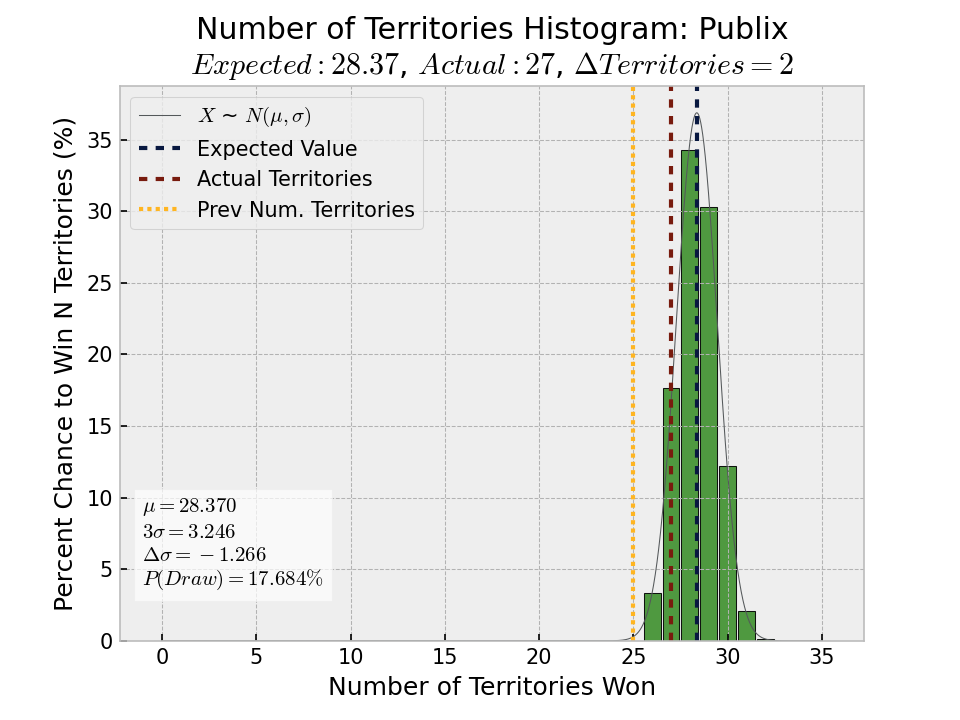 Number of Territories Histogram: Publix
Expected : 28.37, Actual : 27, ΔTerritories = 2
Percent Chance to Win N Territories (%)
35
30
25
20
15
10
5
0
X ~ N(μ, σ)
Expected Value
Actual Territories
Prev Num. Territories
μ = 28.370
3σ = 3.246
Δσ = −1.266
P(Draw) = 17.684%
0 5 10 15 20 25 30 35
Number of Territories Won